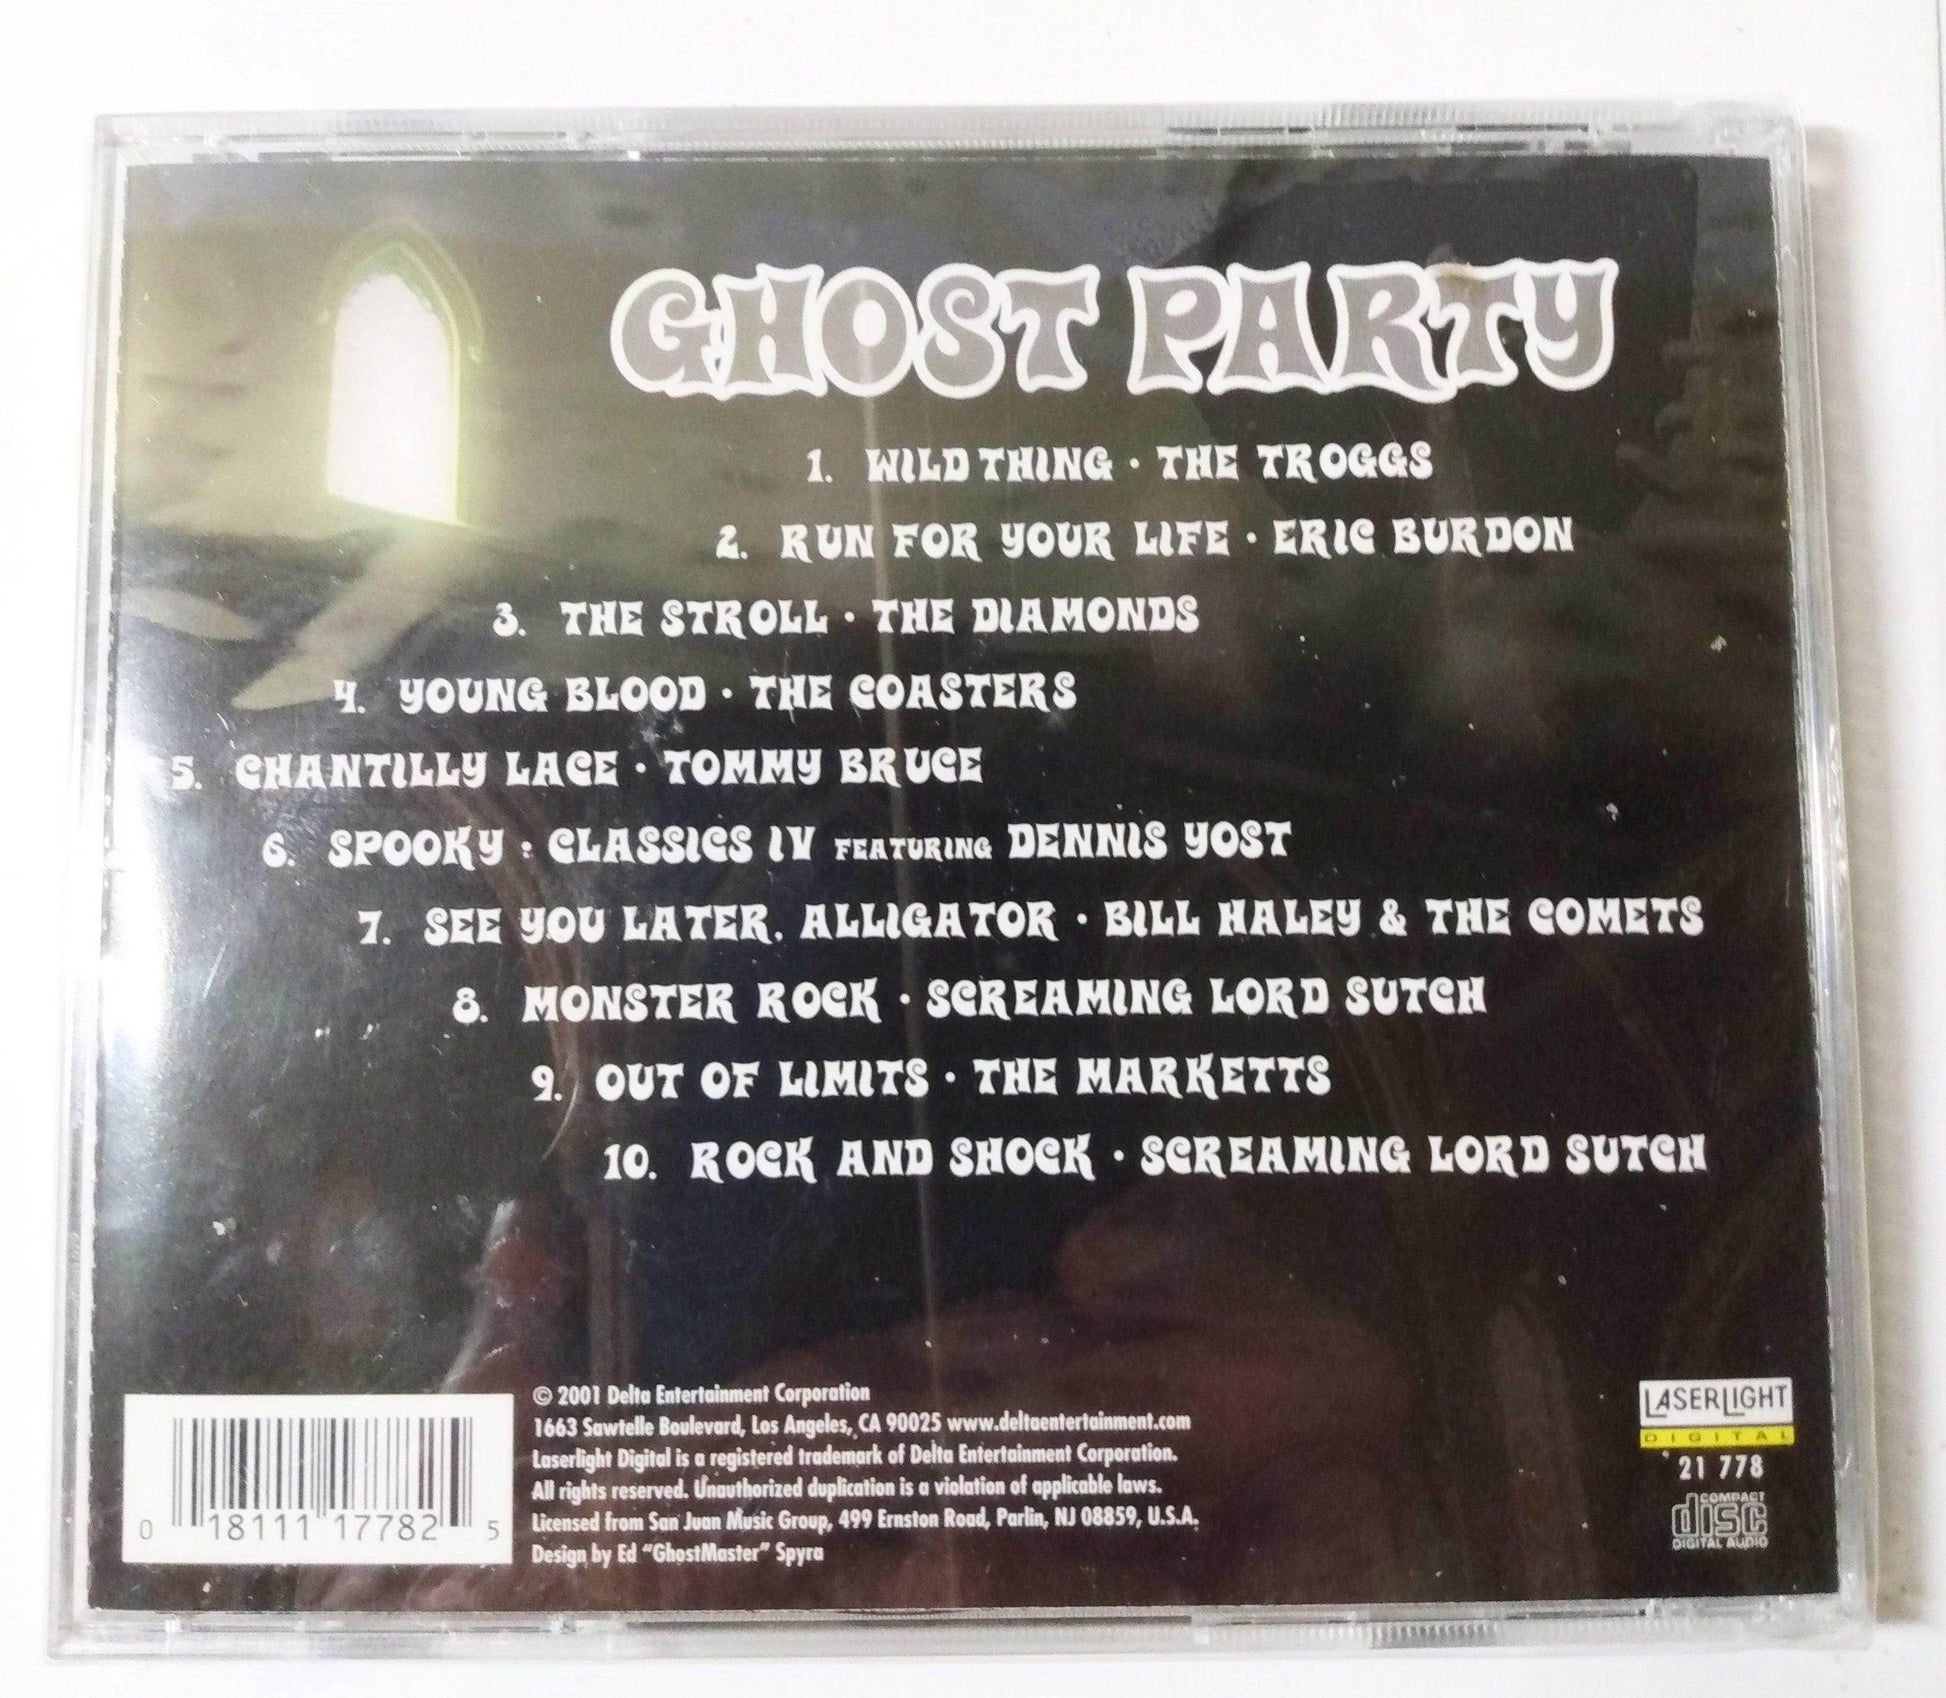 GHOST PARTY
1. WILD THING · THE TROGGS
2. RUN FOR YOUR LIFE · ERIC BURDON
3. THE STROLL · THE DIAMONDS
4. YOUNG BLOOD · THE COASTERS
5. CHANTILLY LACE · TOMMY BRUCE
6. SPOOKY · CLASSICS IV FEATURING DENNIS YOST
7. SEE YOU LATER, ALLIGATOR · BILL HALEY & THE COMETS
8. MONSTER ROCK · SCREAMING LORD SUTCH
9. OUT OF LIMITS · THE MARKETTS
10. ROCK AND SHOCK · SCREAMING LORD SUTCH
© 2001 Delta Entertainment Corporation
1663 Sawtelle Boulevard, Los Angeles, CA 90025 www.deltaentertainment.com
Laserlight Digital is a registered trademark of Delta Entertainment Corporation.
All rights reserved. Unauthorized duplication is a violation of applicable laws.
Licensed from San Juan Music Group, 499 Ernston Road, Parlin, NJ 08859, U.S.A.
Design by Ed "GhostMaster" Spyra
0 18111 17782 5
LASERLIGHT
DIGITAL
21 778
COMPACT
disc
DIGITAL AUDIO